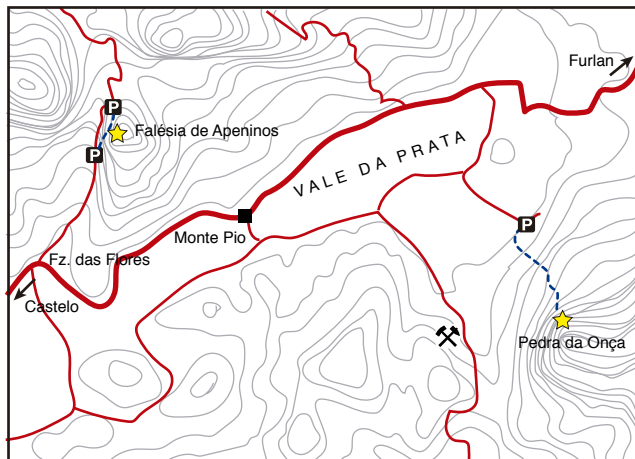 Furlan
P
Falésia de Apeninos
P
VALE DA PRATA
P
Monte Pio
Fz. das Flores
Castelo
Pedra da Onça